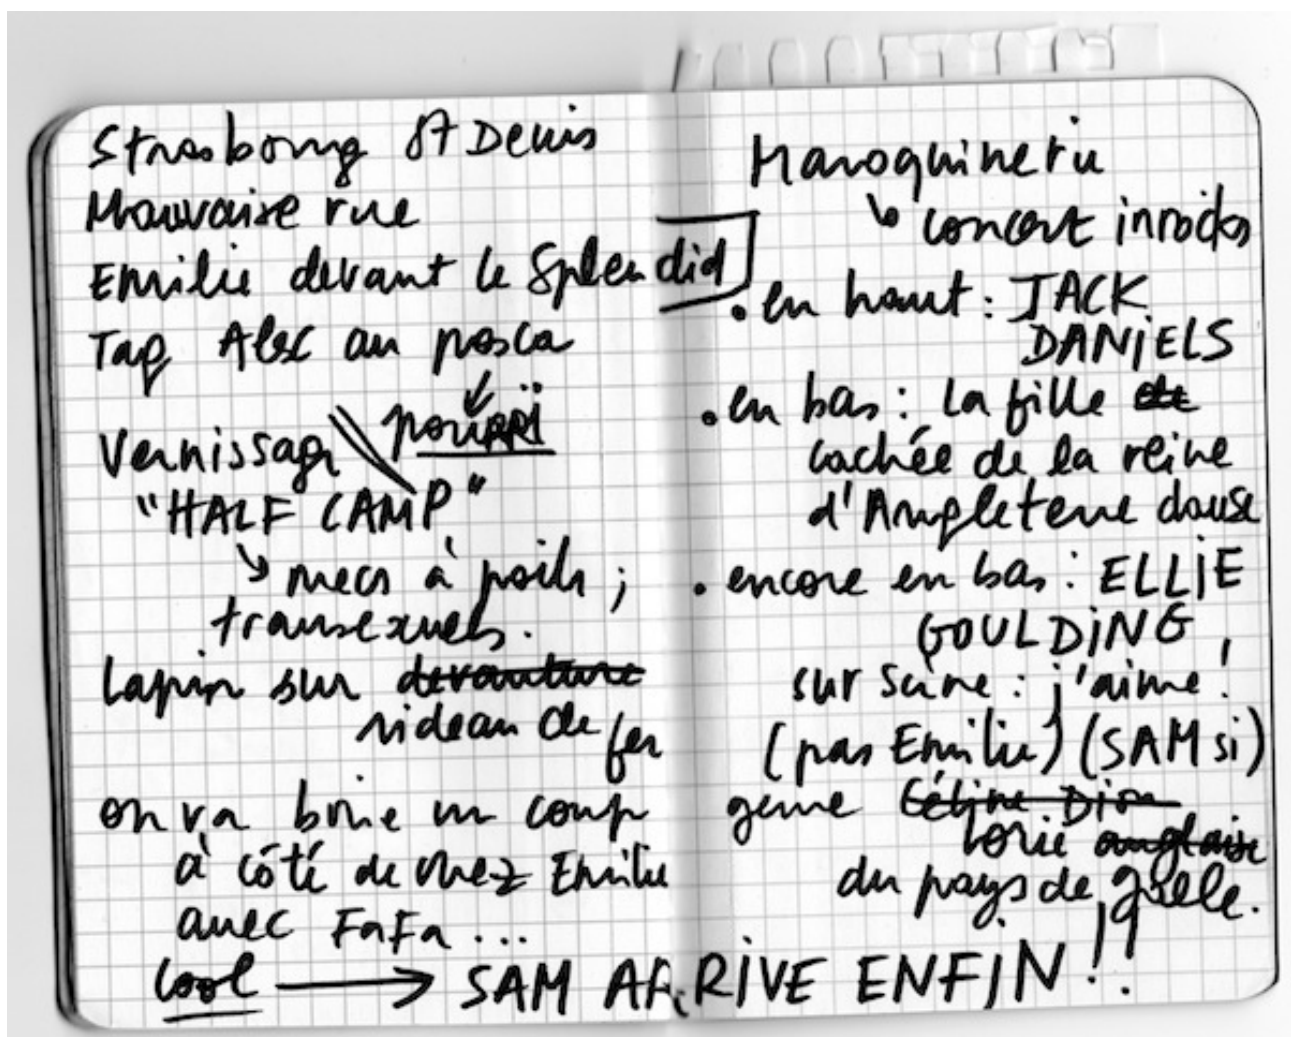 Strasbourg St Denis
Mauvaise rue
Emilie devant le Splendid
Tag Alec au posca
pourri
Vernissage
"HALF CAMP"
mecs à poils ;
transexuels.
Lapin sur devanture
rideau de fer
on va boire un coup
à côté de chez Emilie
avec FaFa...
cool → SAM ARRIVE ENFIN !!
Maroquinerie
concert inrocks
• en haut : JACK
DANIELS
• en bas : la fille de
cachée de la reine
d'Angleterre danse
• encore en bas : ELLIE
GOULDING,
sur scène : j'aime !
(pas Emilie) (SAM si)
genre Céline Dion
Lorie anglaise
du pays de galle.